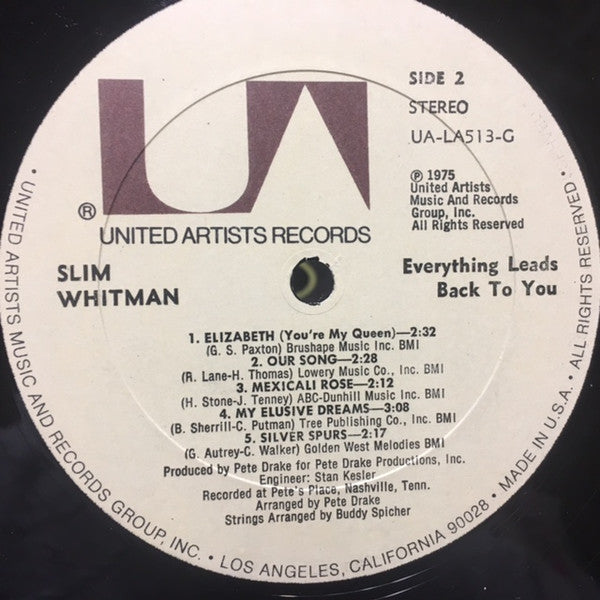 UA
®
UNITED ARTISTS RECORDS
SIDE 2
STEREO
UA-LA513-G
℗ 1975
United Artists
Music And Records
Group, Inc.
All Rights Reserved
SLIM
WHITMAN
Everything Leads
Back To You
1. ELIZABETH (You're My Queen)—2:32
(G. S. Paxton) Brushape Music Inc. BMI
2. OUR SONG—2:28
(R. Lane-H. Thomas) Lowery Music Co., Inc. BMI
3. MEXICALI ROSE—2:12
(H. Stone-J. Tenney) ABC-Dunhill Music Inc. BMI
4. MY ELUSIVE DREAMS—3:08
(B. Sherrill-C. Putman) Tree Publishing Co., Inc. BMI
5. SILVER SPURS—2:17
(G. Autrey-C. Walker) Golden West Melodies BMI
Produced by Pete Drake for Pete Drake Productions, Inc.
Engineer: Stan Kesler
Recorded at Pete's Place, Nashville, Tenn.
Arranged by Pete Drake
Strings Arranged by Buddy Spicher
• UNITED ARTISTS MUSIC AND RECORDS GROUP, INC. • LOS ANGELES, CALIFORNIA 90028 • MADE IN U.S.A. • ALL RIGHTS RESERVED •